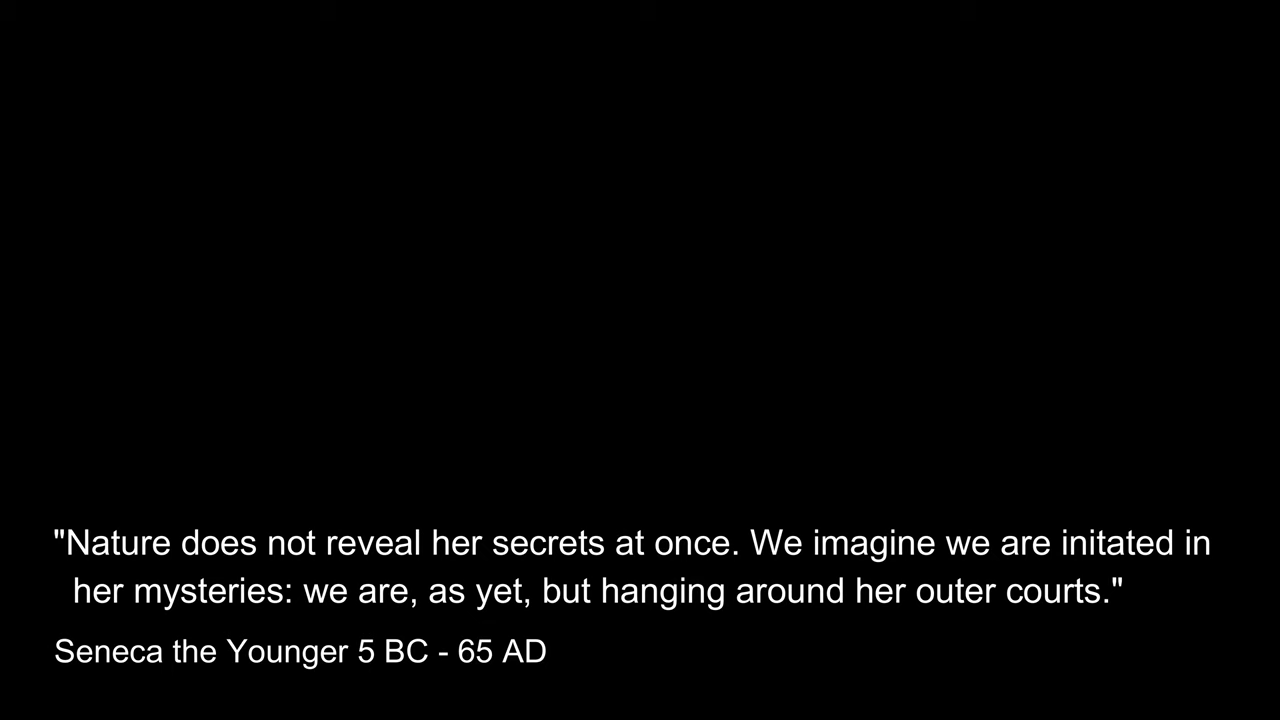 "Nature does not reveal her secrets at once. We imagine we are initated in
her mysteries: we are, as yet, but hanging around her outer courts."
Seneca the Younger 5 BC - 65 AD